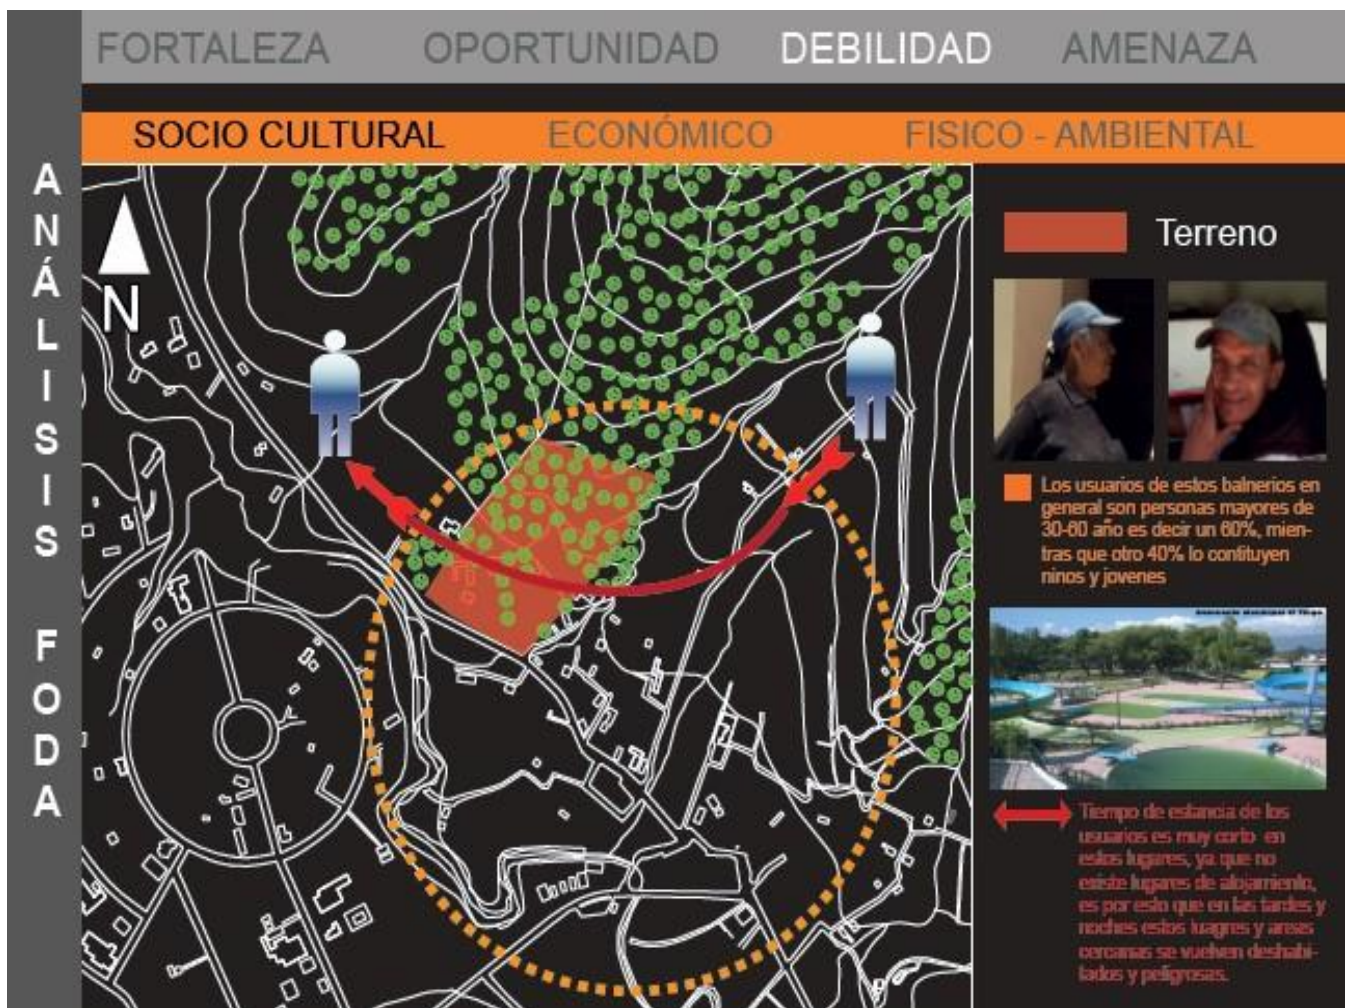 FORTALEZA OPORTUNIDAD DEBILIDAD AMENAZA
SOCIO CULTURAL ECONÓMICO FISICO - AMBIENTAL
ANÁLISIS FODA
N
Terreno
Los usuarios de estos balnerios en
general son personas mayores de
30-60 año es decir un 60%, mien-
tras que otro 40% lo contituyen
ninos y jovenes
Tiempo de estancia de los
usuarios es muy corto en
estos lugares, ya que no
existe lugares de alojamiento,
es por esto que en las tardes y
noches estos luagres y areas
cercanas se vuelven deshabi-
tados y peligrosas.